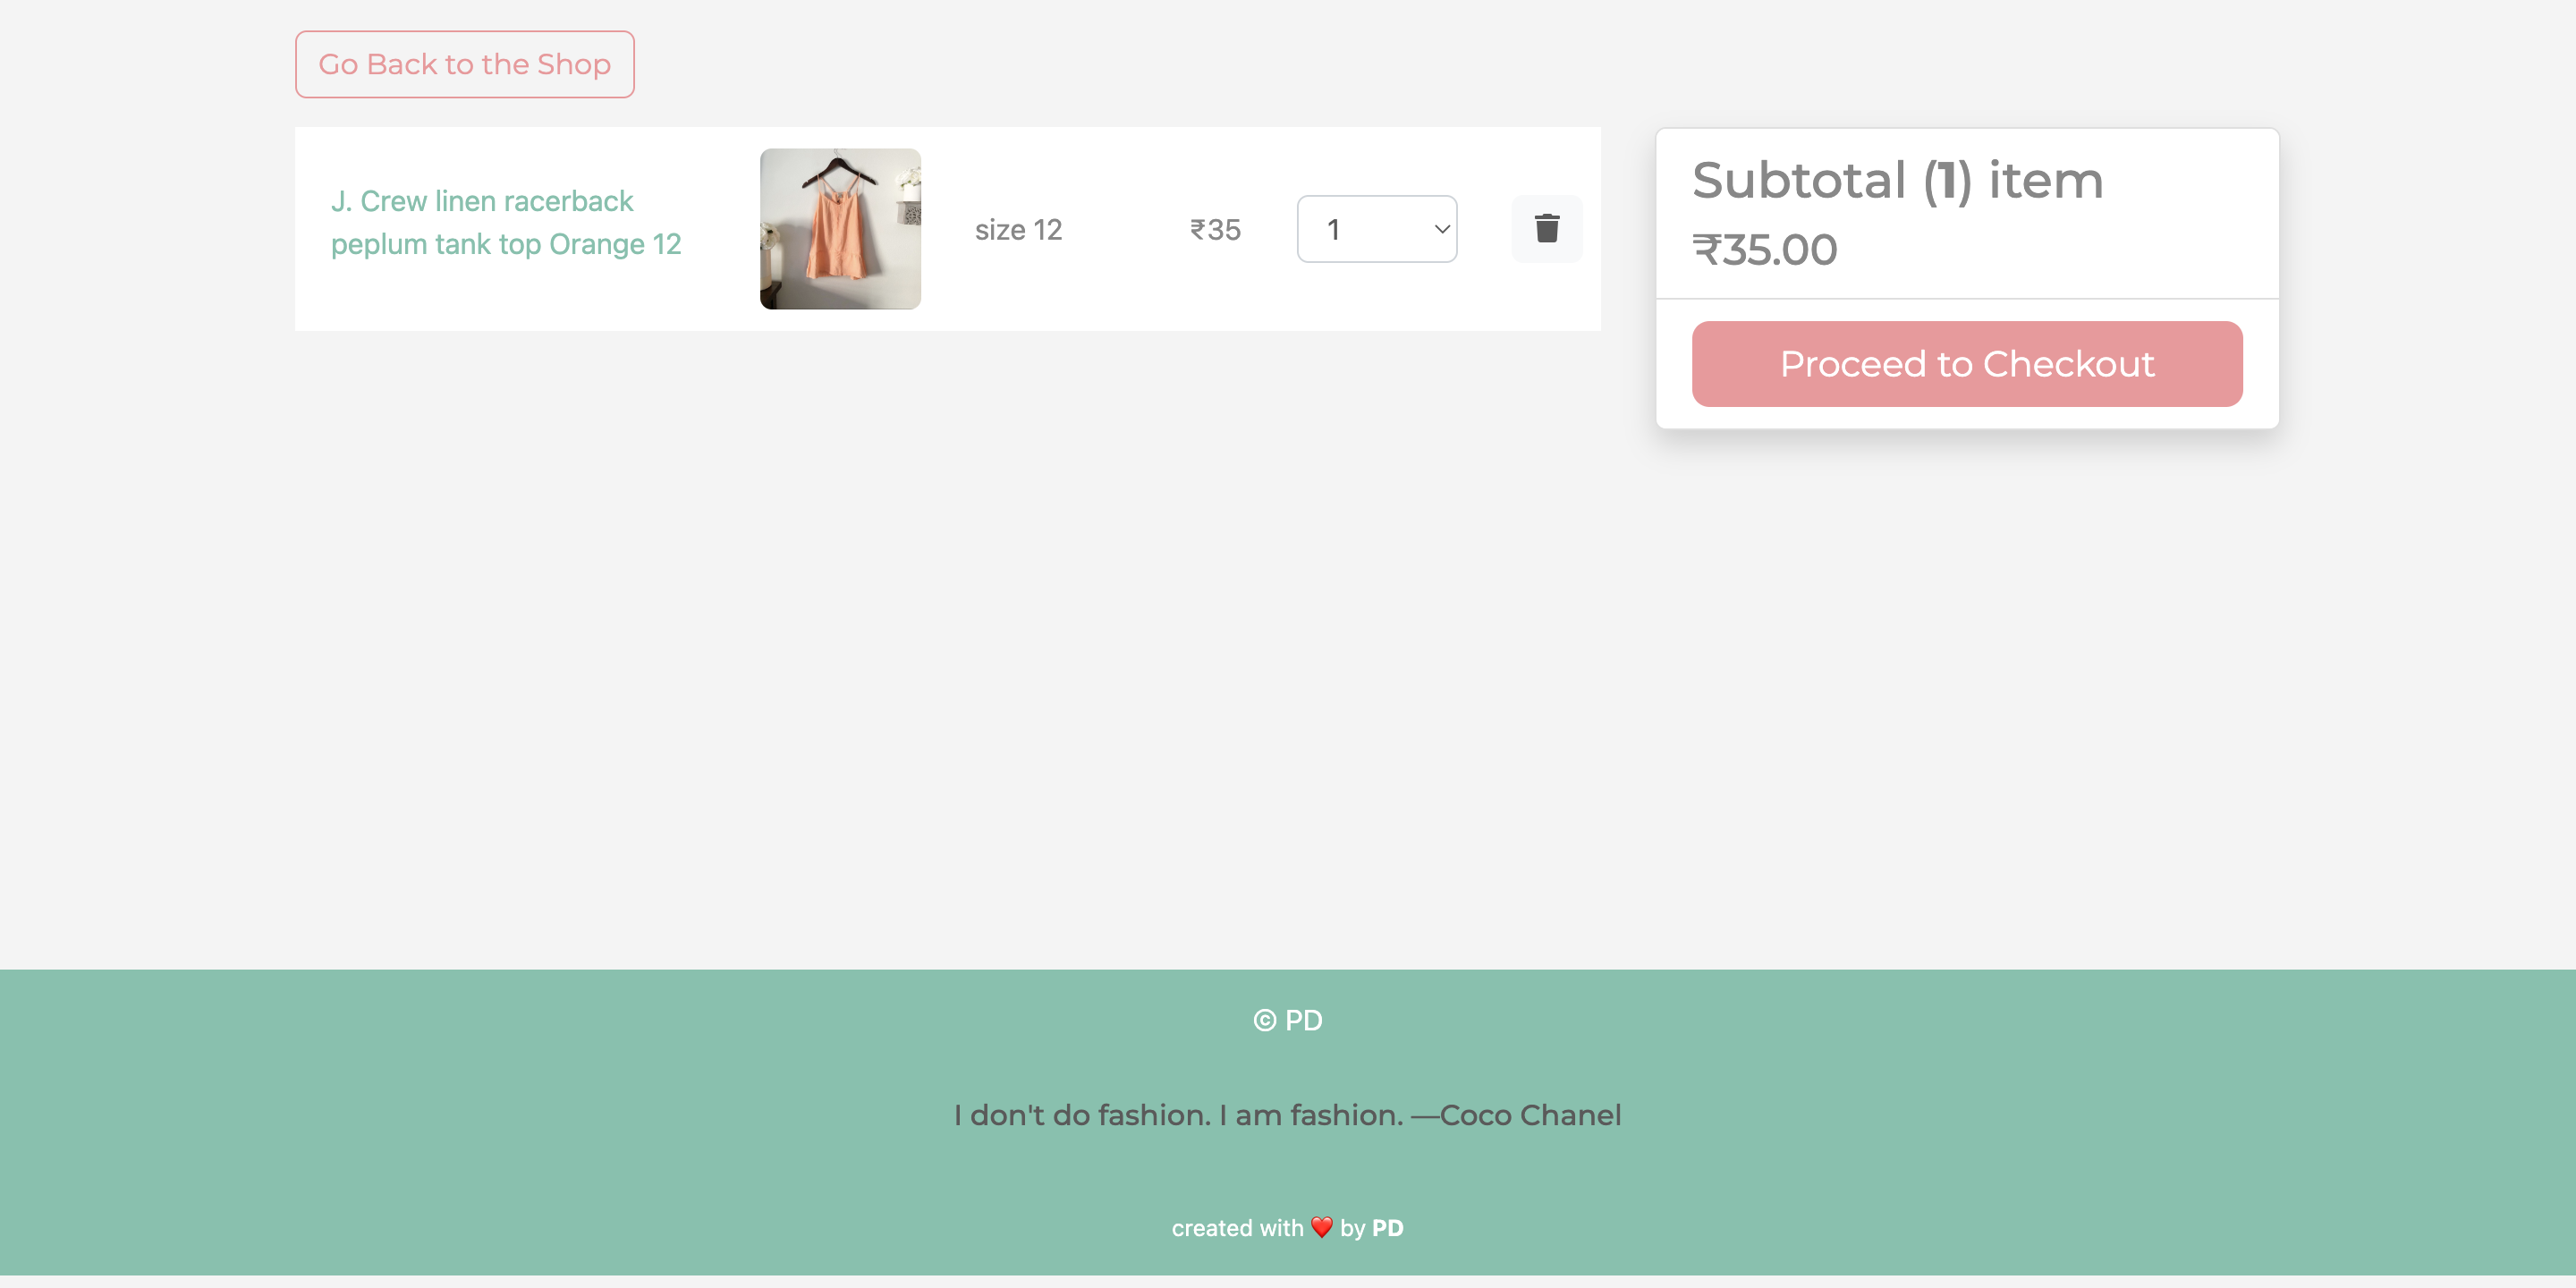 Go Back to the Shop
J. Crew linen racerback
peplum tank top Orange 12
size 12
₹35
1
Subtotal (1) item
₹35.00
Proceed to Checkout
© PD
I don't do fashion. I am fashion. —Coco Chanel
created with ❤️ by PD